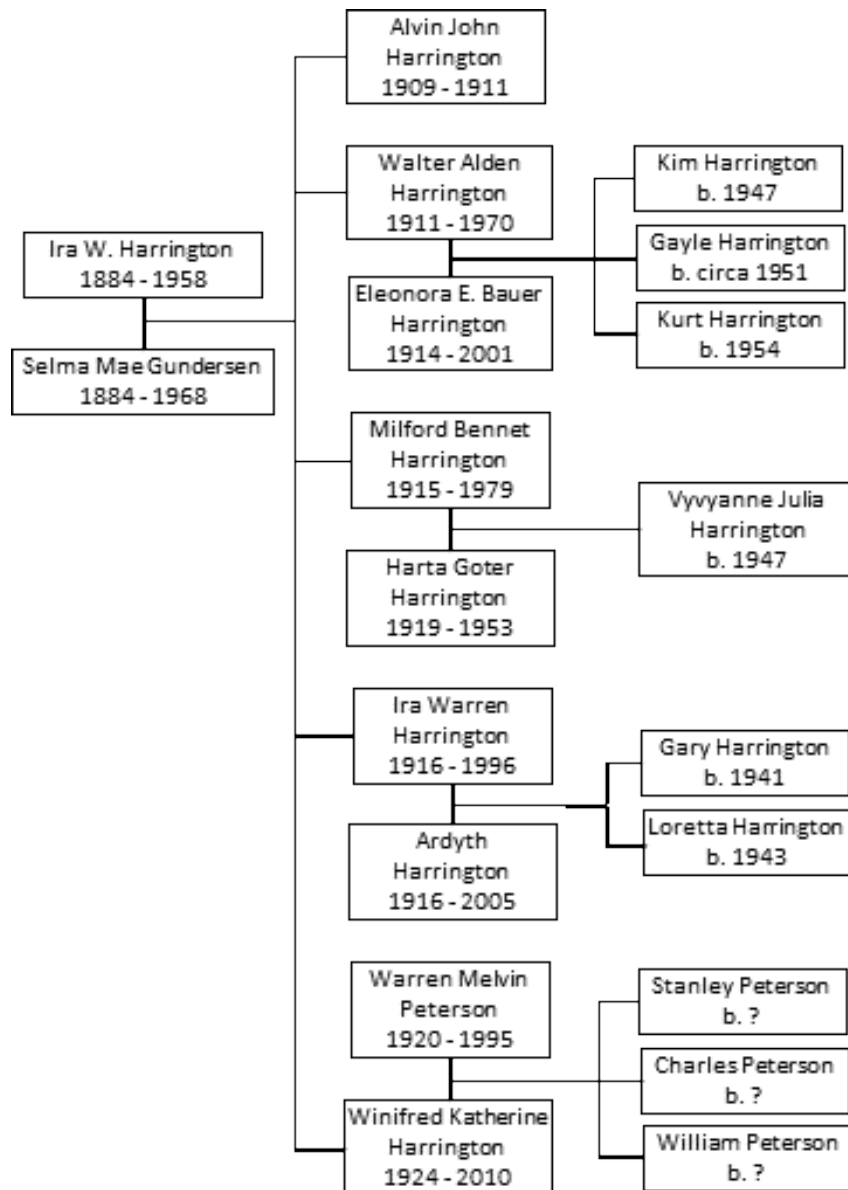 Alvin John
Harrington
1909 - 1911
Walter Alden
Harrington
1911 - 1970
Kim Harrington
b. 1947
Ira W. Harrington
1884 - 1958
Gayle Harrington
b. circa 1951
Eleonora E. Bauer
Harrington
1914 - 2001
Kurt Harrington
b. 1954
Selma Mae Gundersen
1884 - 1968
Milford Bennet
Harrington
1915 - 1979
Vyvyanne Julia
Harrington
b. 1947
Harta Goter
Harrington
1919 - 1953
Ira Warren
Harrington
1916 - 1996
Gary Harrington
b. 1941
Loretta Harrington
b. 1943
Ardyth
Harrington
1916 - 2005
Warren Melvin
Peterson
1920 - 1995
Stanley Peterson
b. ?
Charles Peterson
b. ?
Winifred Katherine
Harrington
1924 - 2010
William Peterson
b. ?